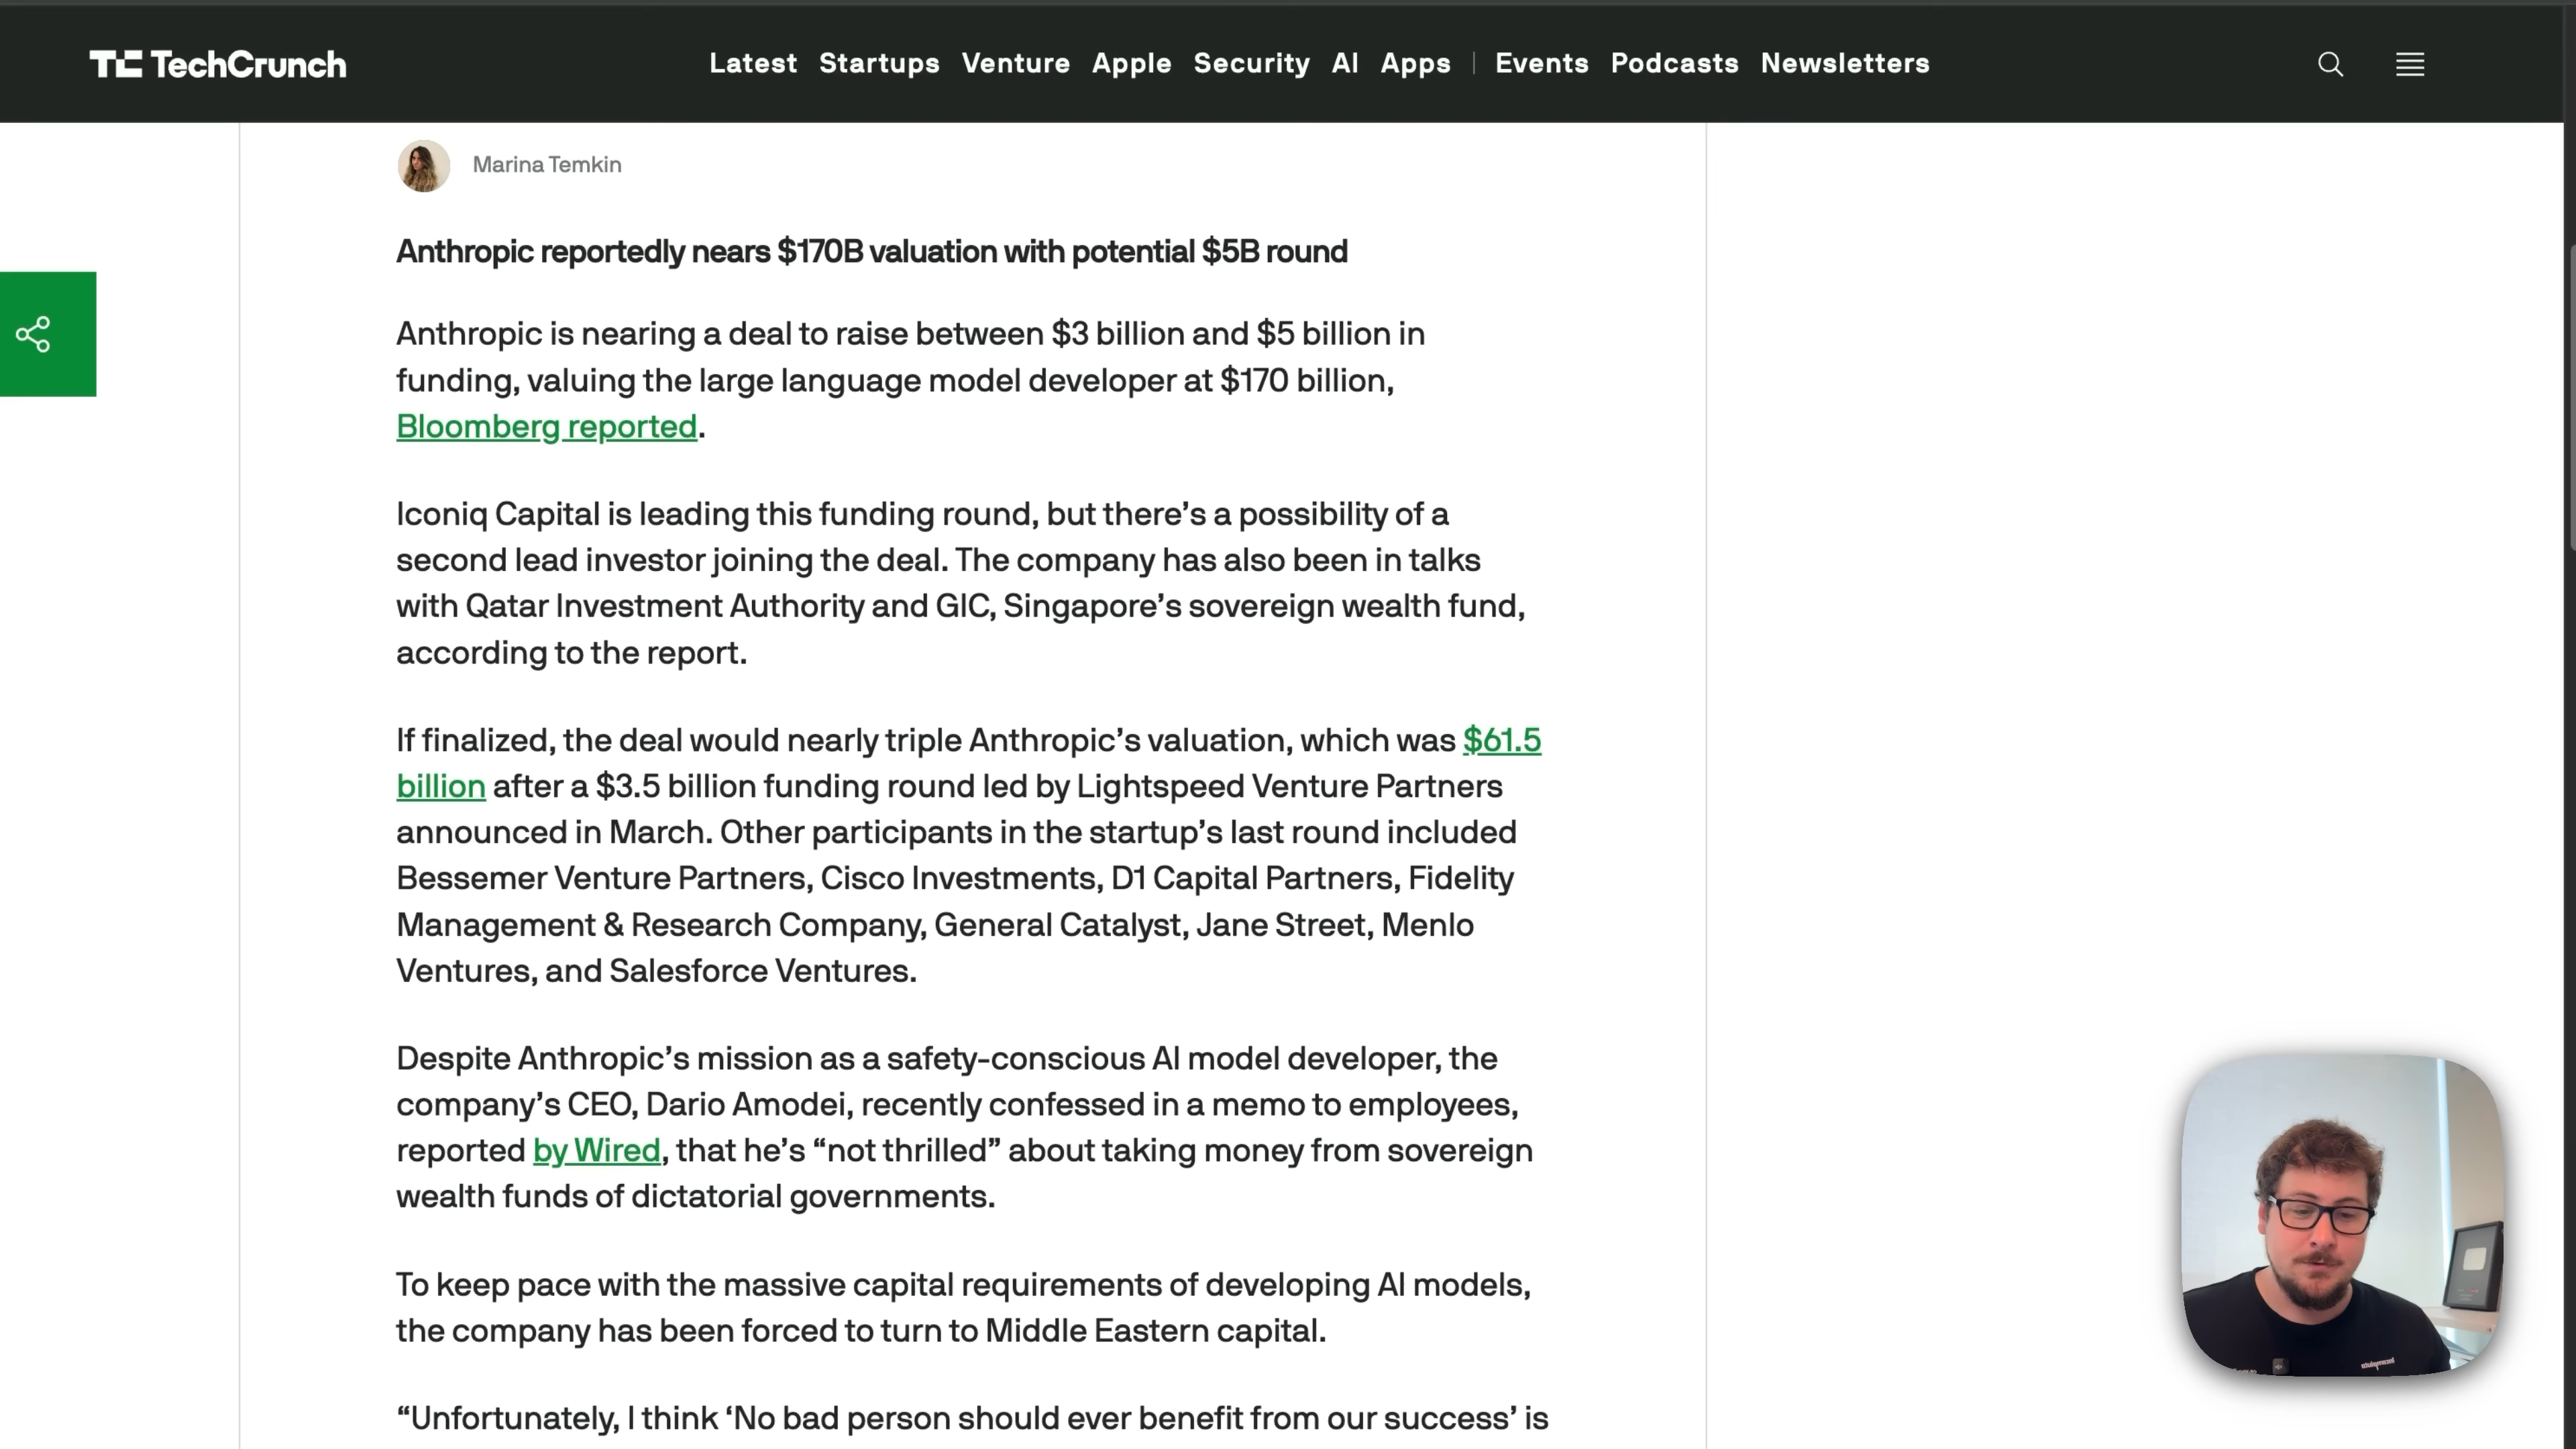 TechCrunch
Latest Startups Venture Apple Security AI Apps | Events Podcasts Newsletters
Marina Temkin
Anthropic reportedly nears $170B valuation with potential $5B round
Anthropic is nearing a deal to raise between $3 billion and $5 billion in
funding, valuing the large language model developer at $170 billion,
Bloomberg reported.
Iconiq Capital is leading this funding round, but there’s a possibility of a
second lead investor joining the deal. The company has also been in talks
with Qatar Investment Authority and GIC, Singapore’s sovereign wealth fund,
according to the report.
If finalized, the deal would nearly triple Anthropic’s valuation, which was $61.5
billion after a $3.5 billion funding round led by Lightspeed Venture Partners
announced in March. Other participants in the startup’s last round included
Bessemer Venture Partners, Cisco Investments, D1 Capital Partners, Fidelity
Management & Research Company, General Catalyst, Jane Street, Menlo
Ventures, and Salesforce Ventures.
Despite Anthropic’s mission as a safety-conscious AI model developer, the
company’s CEO, Dario Amodei, recently confessed in a memo to employees,
reported by Wired, that he’s “not thrilled” about taking money from sovereign
wealth funds of dictatorial governments.
To keep pace with the massive capital requirements of developing AI models,
the company has been forced to turn to Middle Eastern capital.
“Unfortunately, I think ‘No bad person should ever benefit from our success’ is